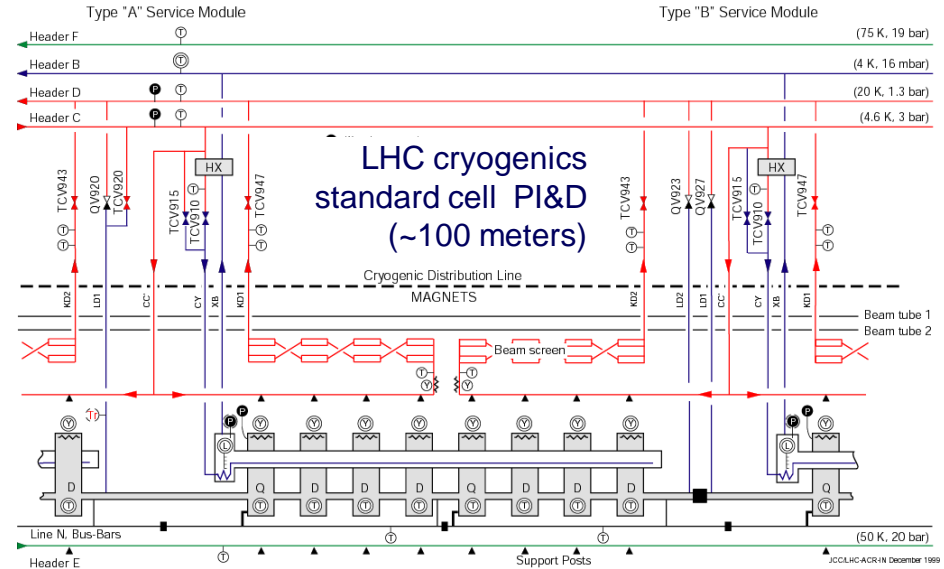 Type "A" Service Module
Type "B" Service Module
Header F
T
(75 K, 19 bar)
Header B
T
(4 K, 16 mbar)
Header D
P
T
(20 K, 1.3 bar)
Header C
P
T
(4.6 K, 3 bar)
LHC cryogenics
standard cell PI&D
(~100 meters)
HX
HX
TCV943
QV920
TCV920
TCV915
TCV910
TCV947
TCV943
QV923
QV927
TCV915
TCV910
TCV947
T
T
T
T
T
T
T
T
T
T
Cryogenic Distribution Line
MAGNETS
KD2
LD1
CC'
CY
XB
KD1
KD2
LD2
LD1
CC'
CY
XB
KD1
Beam tube 1
Beam tube 2
Beam screen
T
T
Y
Y
P
P
P
P
Y
Y
Y
Y
Y
Y
Y
Y
Y
Y
L
L
D
Q
D
D
D
Q
D
D
D
Q
T
T
T
T
T
T
T
T
T
T
Line N, Bus-Bars
T
T
(50 K, 20 bar)
Header E
T
Support Posts
JCC/LHC-ACR-IN December 1999